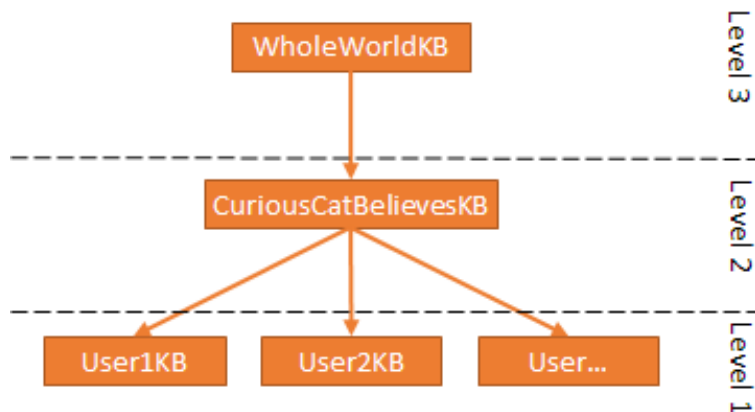 WholeWorldKB
Level 3
CuriousCatBelievesKB
Level 2
User1KB
User2KB
User...
Level 1